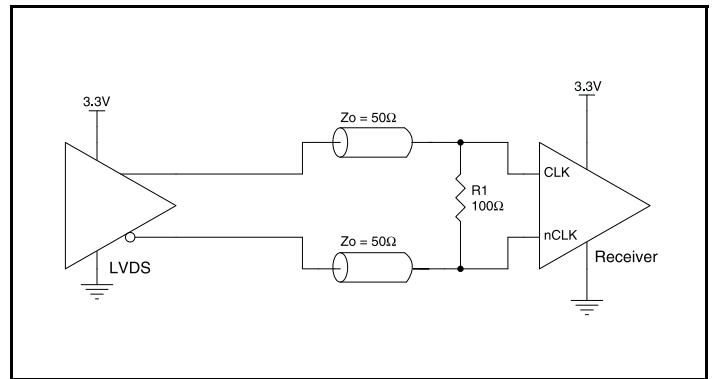 3.3V
3.3V
Zo = 50Ω
CLK
R1
100Ω
nCLK
Zo = 50Ω
Receiver
LVDS